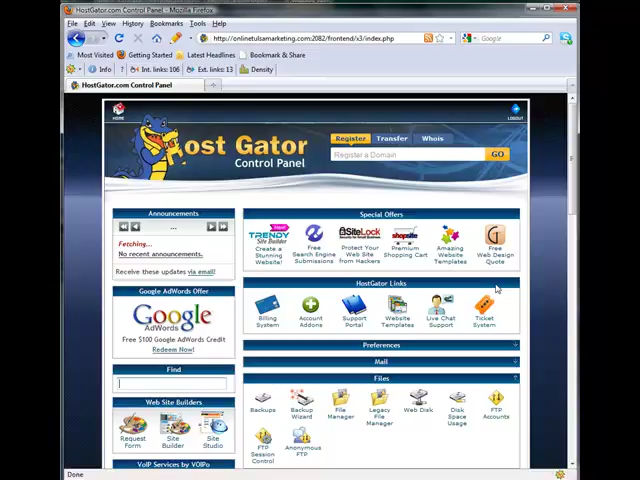 HostGator.com Control Panel - Mozilla Firefox
File Edit View History Bookmarks Tools Help
http://onlinetulsamarketing.com:2082/frontend/x3/index.php
Google
Most Visited Getting Started Latest Headlines Bookmark & Share
Info Int. links: 106 Ext. links: 13 Density
HostGator.com Control Panel
HOME
LOGOUT
Host Gator
Control Panel
Register Transfer Whois
Register a Domain
GO
Announcements
...
Fetching...
No recent announcements.
Receive these updates via email!
Google AdWords Offer
Google
AdWords
Free $100 Google AdWords Credit
Redeem Now!
Find
Web Site Builders
Request Form
Site Builder
Site Studio
VoIP Services by VOIPo
Special Offers
TRENDY
Site Builder
Create a Stunning Website!
Free Search Engine Submissions
SiteLock
Protect Your Web Site from Hackers
shopsite
Premium Shopping Cart
Amazing Website Templates
Free Web Design Quote
HostGator Links
Billing System
Account Addons
Support Portal
Website Templates
Live Chat Support
Ticket System
Preferences
Mail
Files
Backups
Backup Wizard
File Manager
Legacy File Manager
Web Disk
Disk Space Usage
FTP Accounts
FTP Session Control
Anonymous FTP
Done